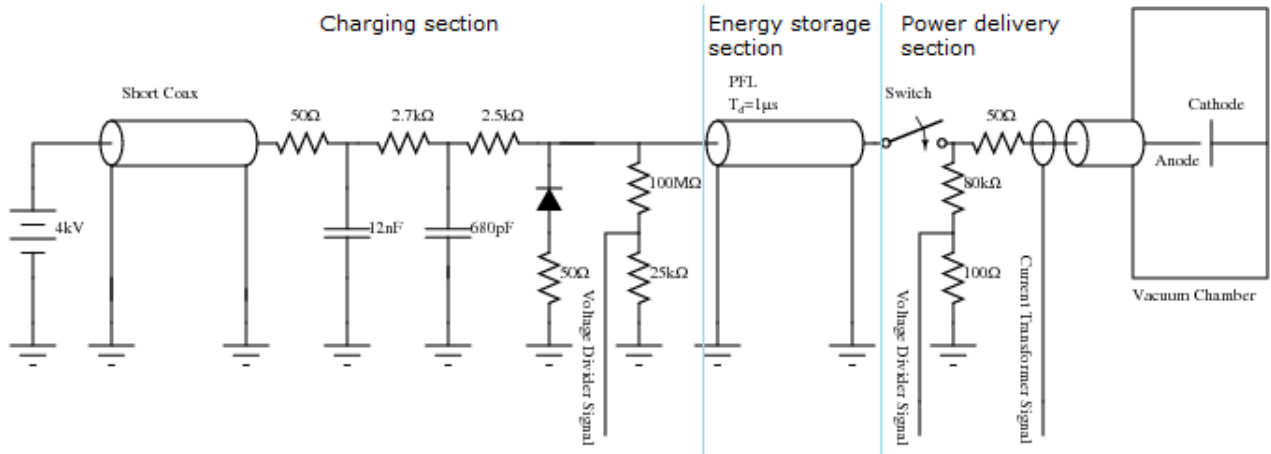 Charging section
Energy storage
section
Power delivery
section
Short Coax
50Ω
2.7kΩ
2.5kΩ
PFL
T_d=1μs
Switch
50Ω
Cathode
Anode
4kV
12nF
680pF
100MΩ
80kΩ
50Ω
25kΩ
100Ω
Voltage Divider Signal
Voltage Divider Signal
Current Transformer Signal
Vacuum Chamber